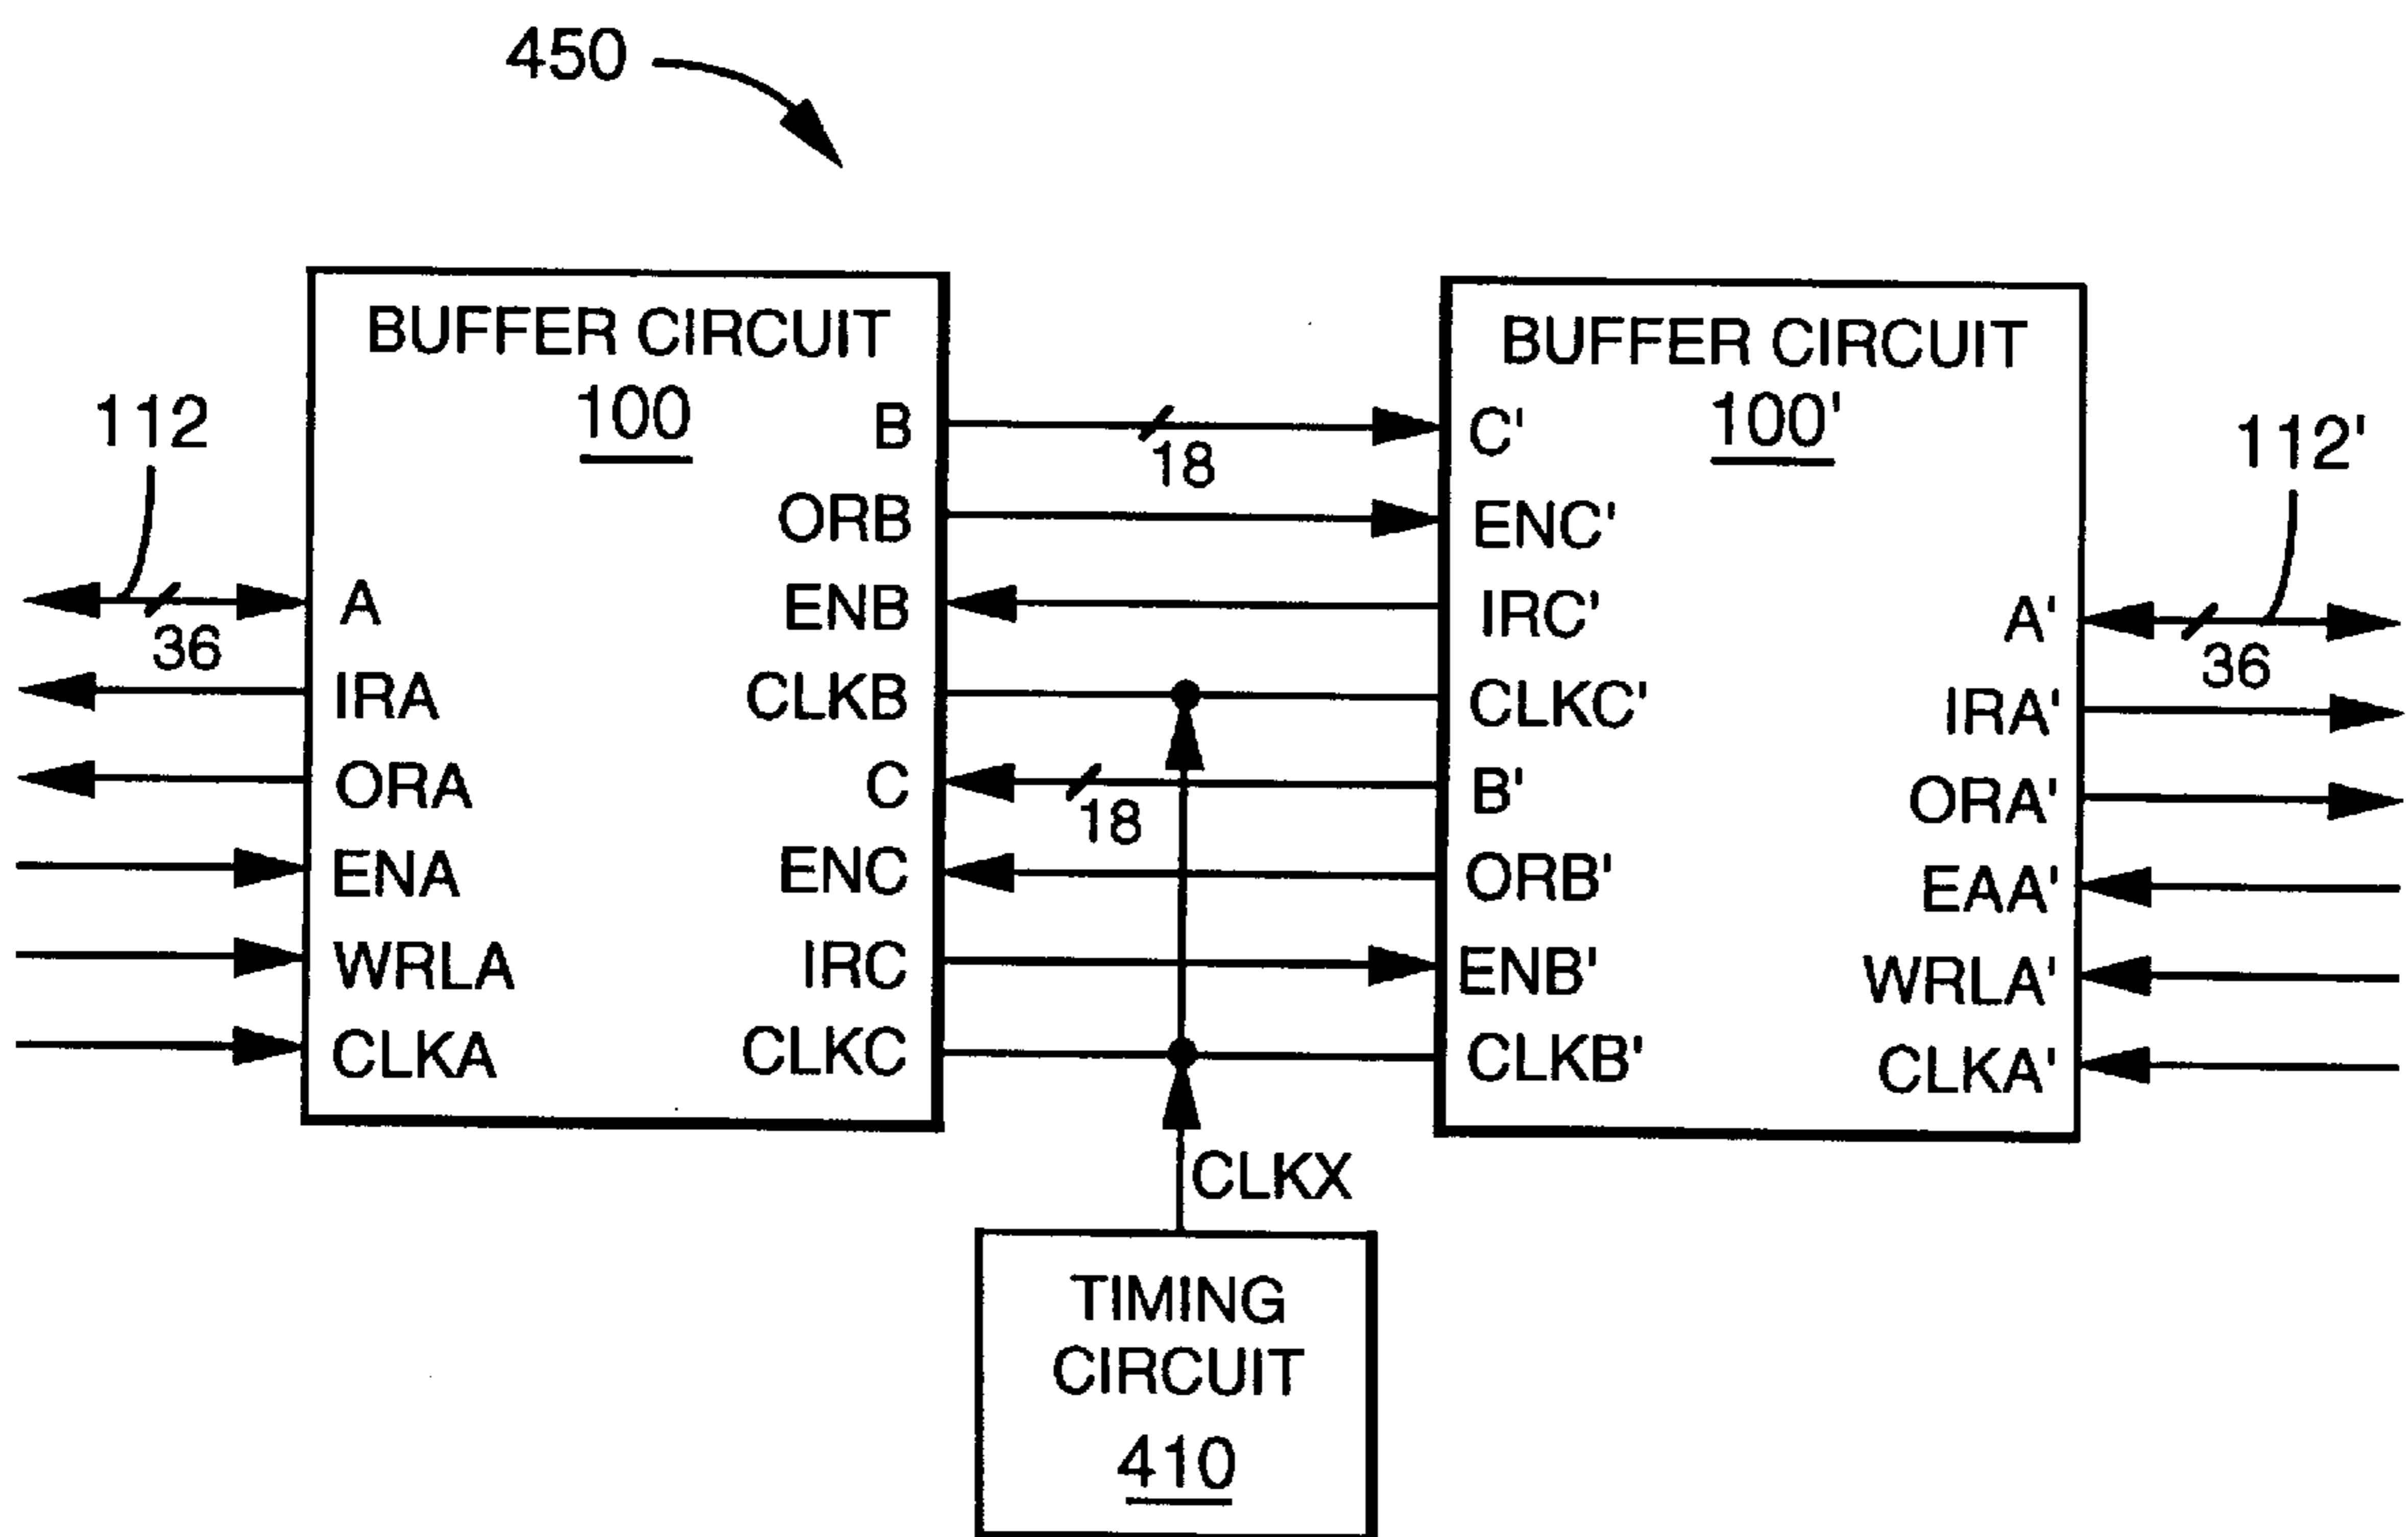 450
BUFFER CIRCUIT
100
B
ORB
ENB
CLKB
C
ENC
IRC
CLKC
112
36
A
IRA
ORA
ENA
WRLA
CLKA
18
18
BUFFER CIRCUIT
100'
C'
ENC'
IRC'
CLKC'
B'
ORB'
ENB'
CLKB'
112'
36
A'
IRA'
ORA'
EAA'
WRLA'
CLKA'
CLKX
TIMING
CIRCUIT
410